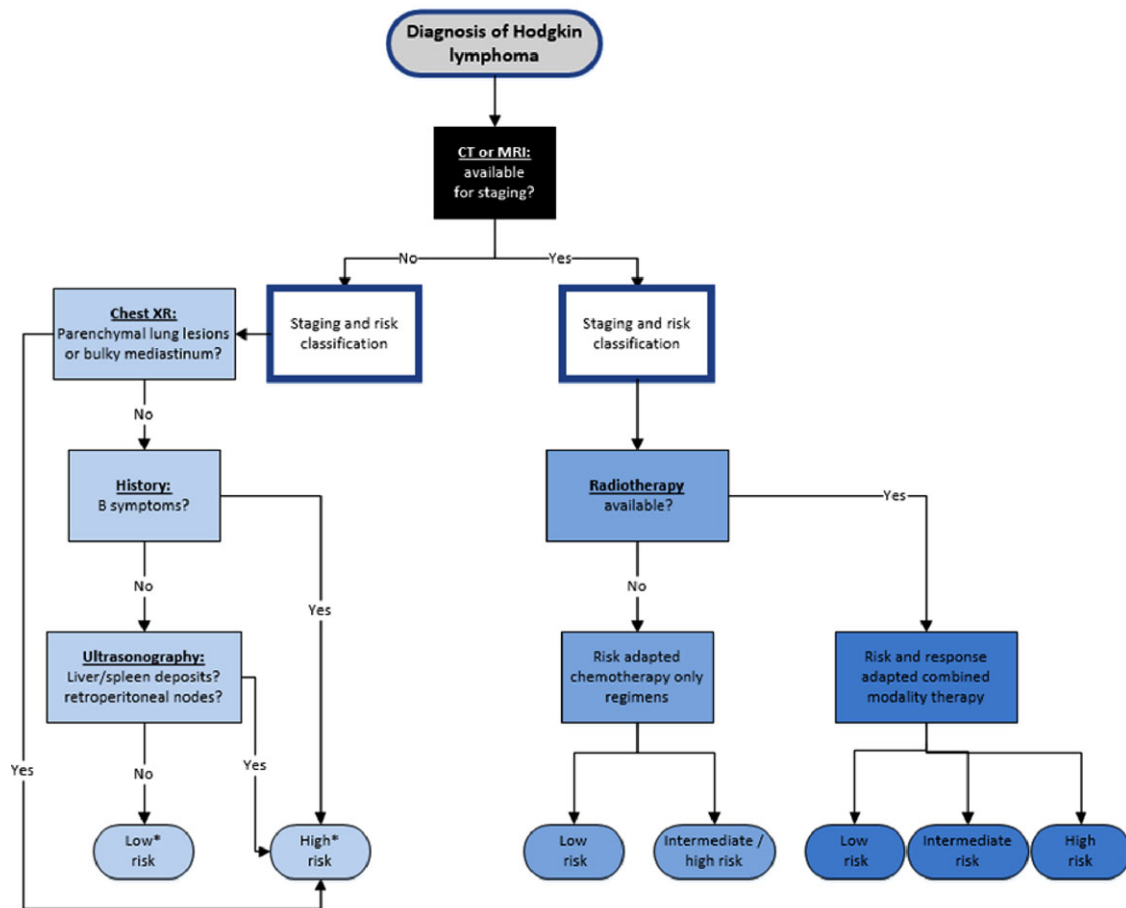 Diagnosis of Hodgkin
lymphoma
CT or MRI:
available
for staging?
No
Yes
Chest XR:
Parenchymal lung lesions
or bulky mediastinum?
Staging and risk
classification
Staging and risk
classification
No
History:
B symptoms?
Radiotherapy
available?
Yes
No
Yes
No
Ultrasonography:
Liver/spleen deposits?
retroperitoneal nodes?
Risk adapted
chemotherapy only
regimens
Risk and response
adapted combined
modality therapy
Yes
No
Yes
Low*
risk
High*
risk
Low
risk
Intermediate /
high risk
Low
risk
Intermediate
risk
High
risk